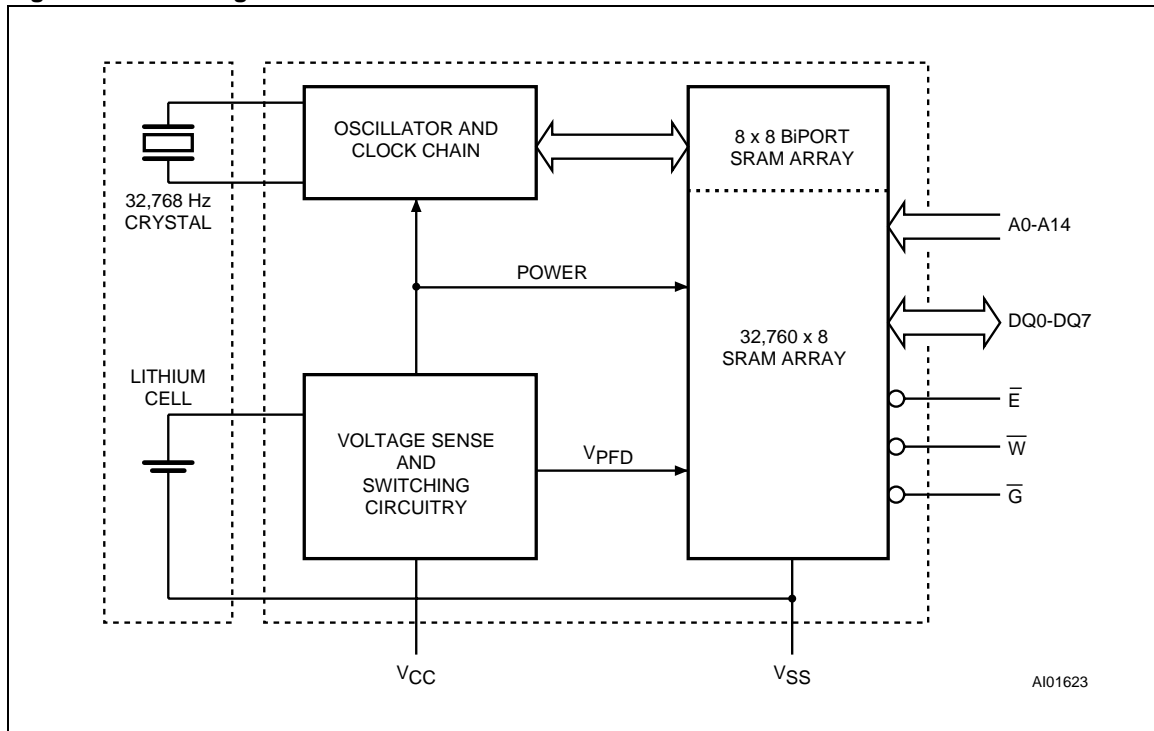 OSCILLATOR AND
CLOCK CHAIN
8 x 8 BiPORT
SRAM ARRAY
32,768 Hz
CRYSTAL
A0-A14
POWER
DQ0-DQ7
32,760 x 8
SRAM ARRAY
LITHIUM
CELL
VOLTAGE SENSE
AND
SWITCHING
CIRCUITRY
VPFD
E̅
W̅
G̅
VCC
VSS
AI01623